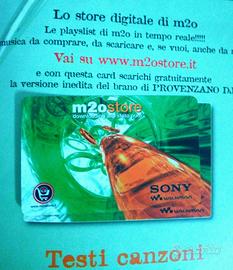 Lo store digitale di m2o
Le playlist di m2o in tempo reale!!!!!
musica da comprare, da scaricare e, se vuoi, anche da r
Vai su www.m2ostore.it
e con questa card scarichi gratuitamente
la versione inedita del brano di PROVENZANO DJ
m2ostore
SONY
WALKMAN
WALKMAN
Testi canzoni